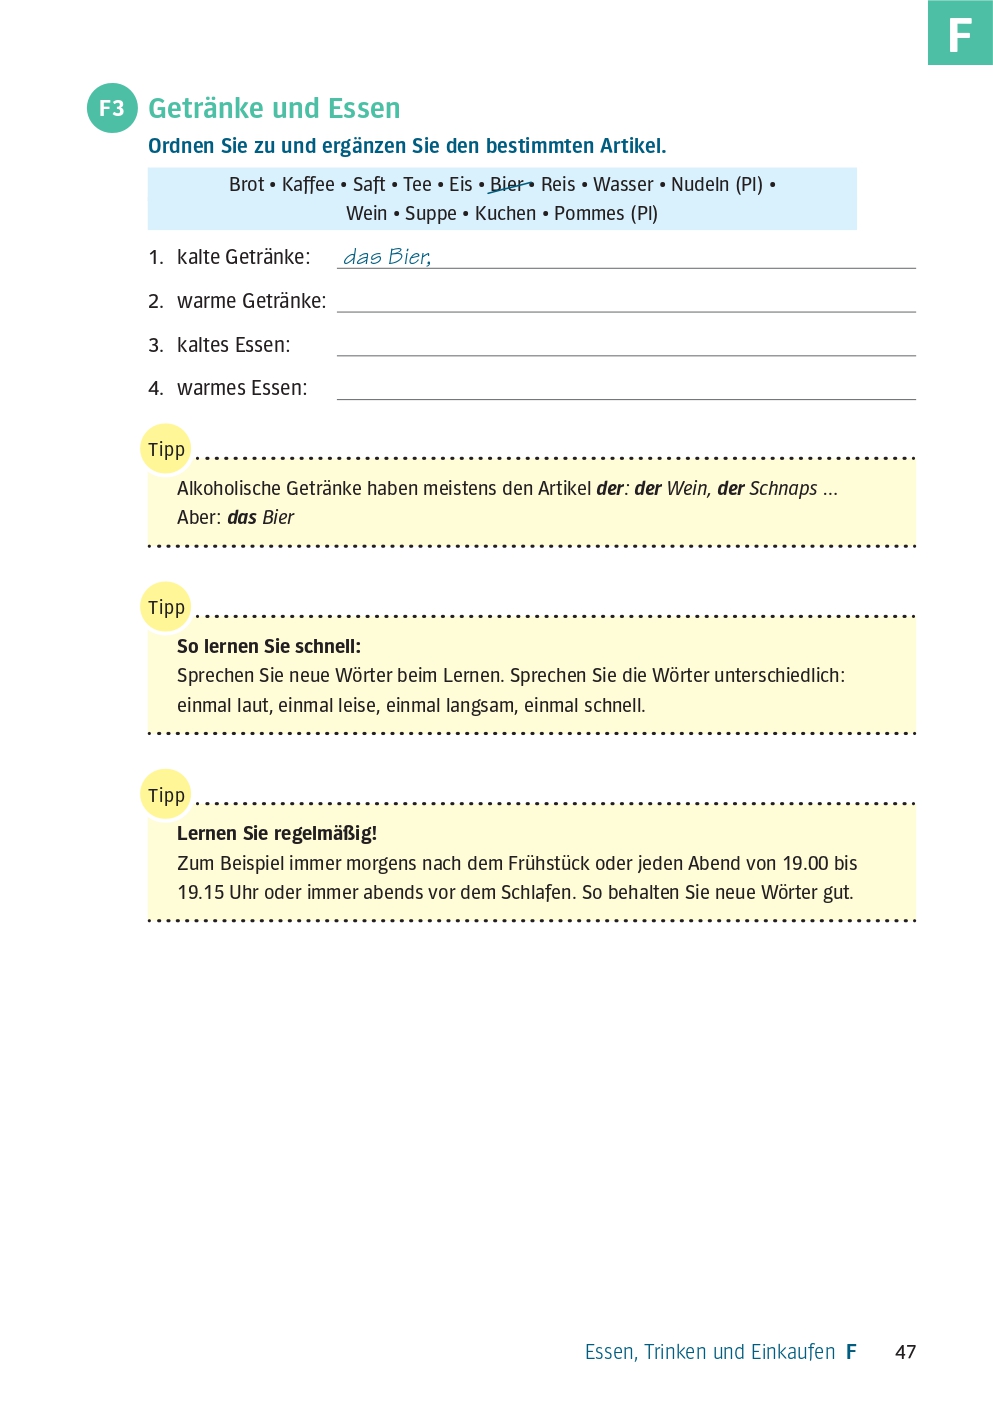 F
F3 Getränke und Essen
Ordnen Sie zu und ergänzen Sie den bestimmten Artikel.
Brot • Kaffee • Saft • Tee • Eis • Bier • Reis • Wasser • Nudeln (Pl) •
Wein • Suppe • Kuchen • Pommes (Pl)
1. kalte Getränke: das Bier,
2. warme Getränke:
3. kaltes Essen:
4. warmes Essen:
Tipp
Alkoholische Getränke haben meistens den Artikel der: der Wein, der Schnaps ...
Aber: das Bier
Tipp
So lernen Sie schnell:
Sprechen Sie neue Wörter beim Lernen. Sprechen Sie die Wörter unterschiedlich:
einmal laut, einmal leise, einmal langsam, einmal schnell.
Tipp
Lernen Sie regelmäßig!
Zum Beispiel immer morgens nach dem Frühstück oder jeden Abend von 19.00 bis
19.15 Uhr oder immer abends vor dem Schlafen. So behalten Sie neue Wörter gut.
Essen, Trinken und Einkaufen F 47